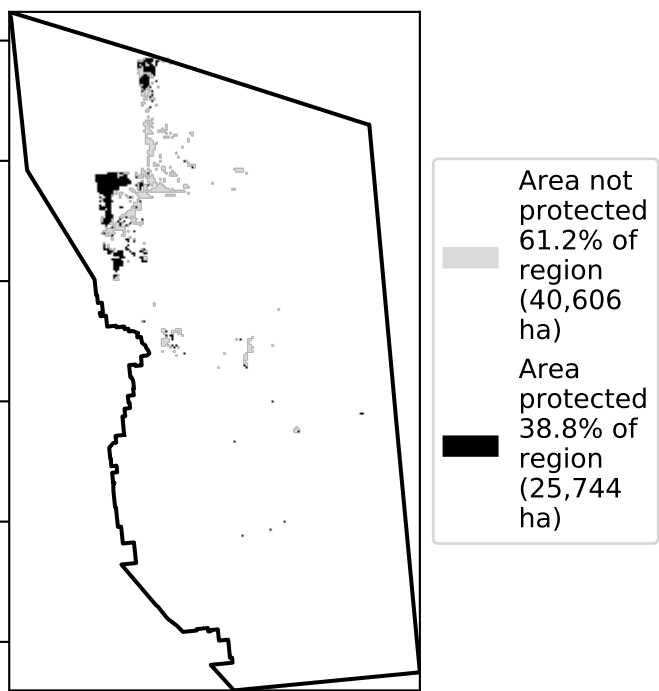 Area not
protected
61.2% of
region
(40,606
ha)
Area
protected
38.8% of
region
(25,744
ha)